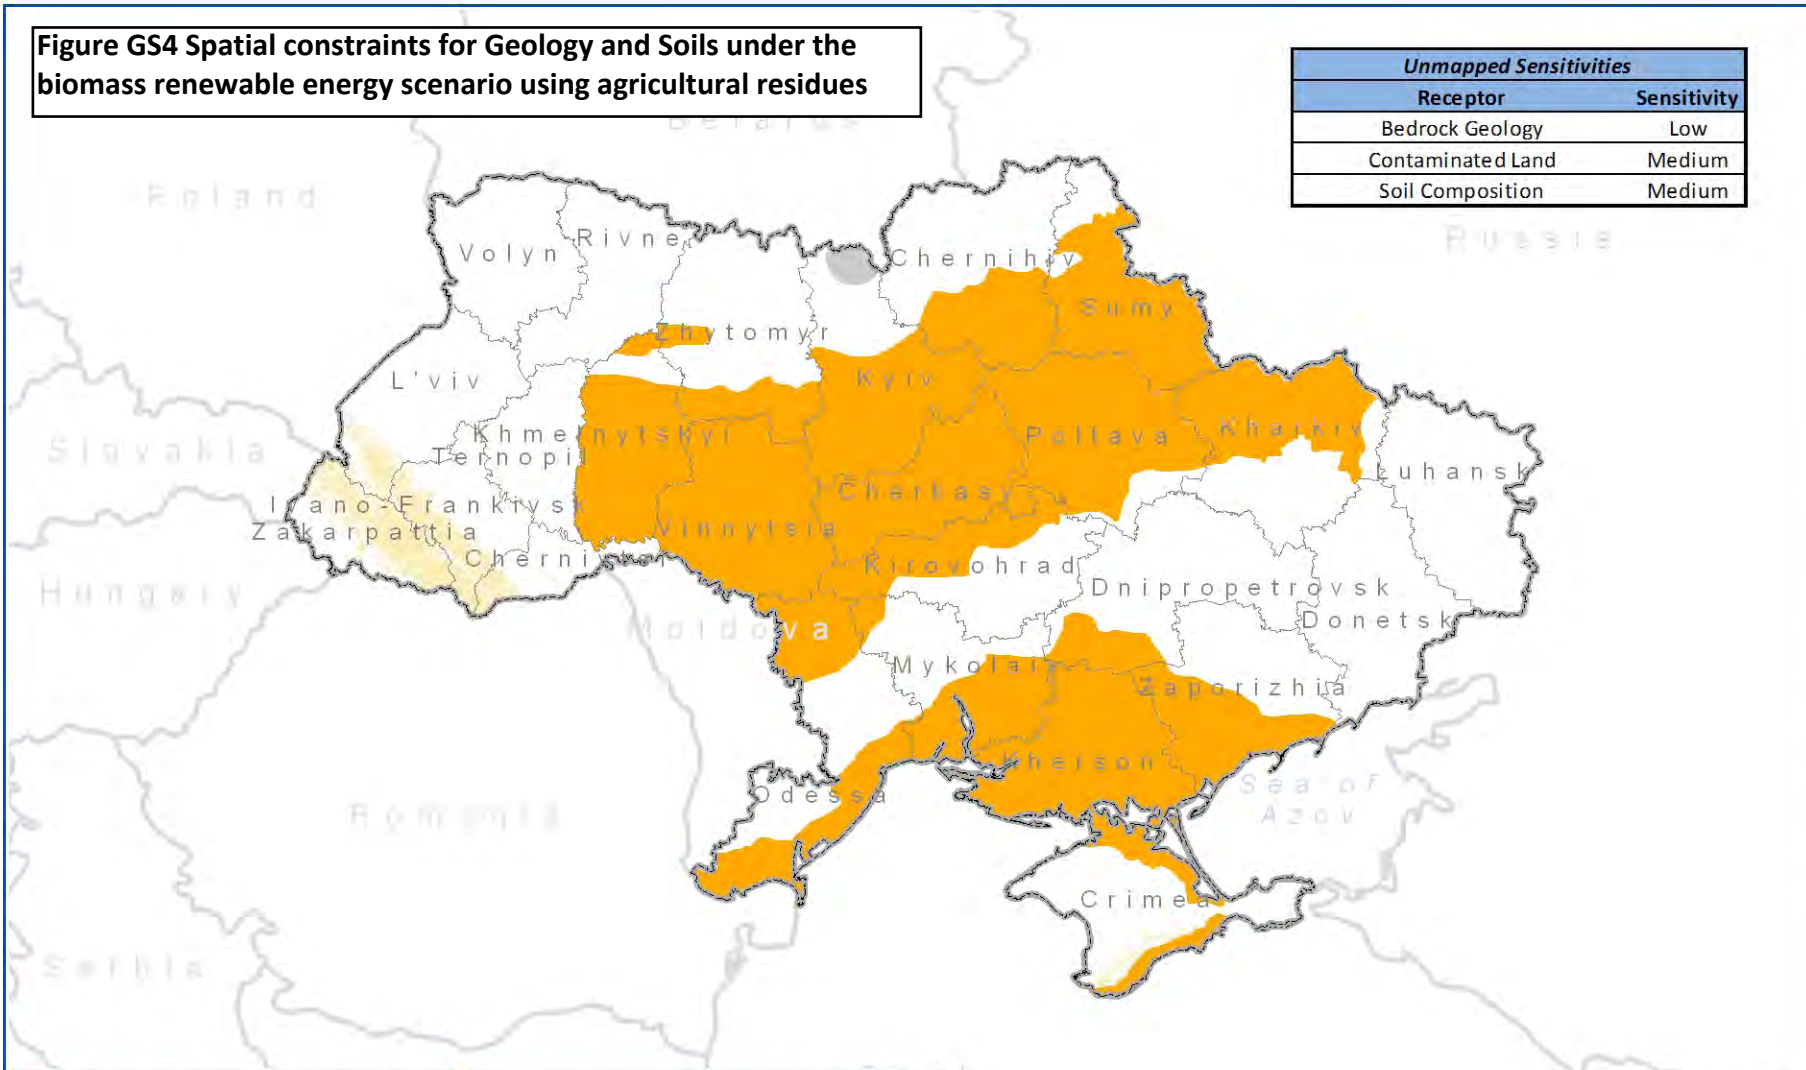 Figure GS4 Spatial constraints for Geology and Soils under the
biomass renewable energy scenario using agricultural residues
Unmapped Sensitivities
Receptor Sensitivity
Bedrock Geology Low
Contaminated Land Medium
Soil Composition Medium
Belarus
Poland
Russia
Volyn
Rivne
Chernihiv
Sumy
Zhytomyr
L'viv
Kyiv
Khmelnytskyi
Ternopil
Poltava
Kharkiv
Slovakia
Luhansk
Ivano-Frankivsk
Cherkasy
Zakarpattia
Vinnytsia
Chernivtsi
Kirovohrad
Hungary
Dnipropetrovsk
Donetsk
Moldova
Mykolaiv
Zaporizhia
Kherson
Odessa
Sea of
Azov
Romania
Crimea
Serbia